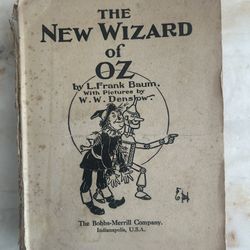 THE
NEW WIZARD
of
OZ
by L. Frank Baum.
With Pictures by
W. W. Denslow.
The Bobbs-Merrill Company.
Indianapolis, U.S.A.